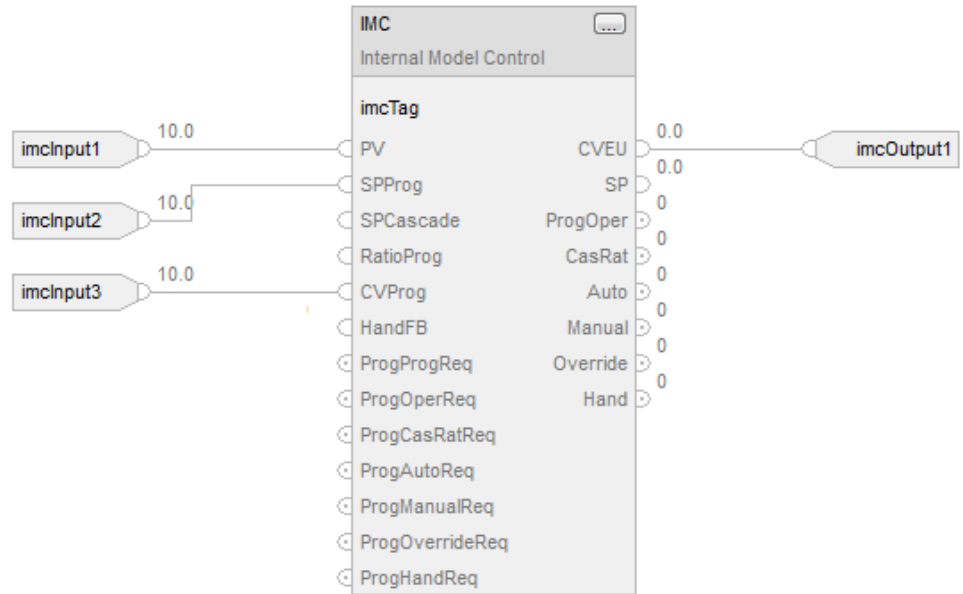 IMC ...
Internal Model Control
imcTag
imcInput1 10.0 PV CVEU 0.0 imcOutput1
SPProg SP 0.0
imcInput2 10.0 SPCascade ProgOper 0
RatioProg CasRat 0
imcInput3 10.0 CVProg Auto 0
HandFB Manual 0
ProgProgReq Override 0
ProgOperReq Hand 0
ProgCasRatReq
ProgAutoReq
ProgManualReq
ProgOverrideReq
ProgHandReq